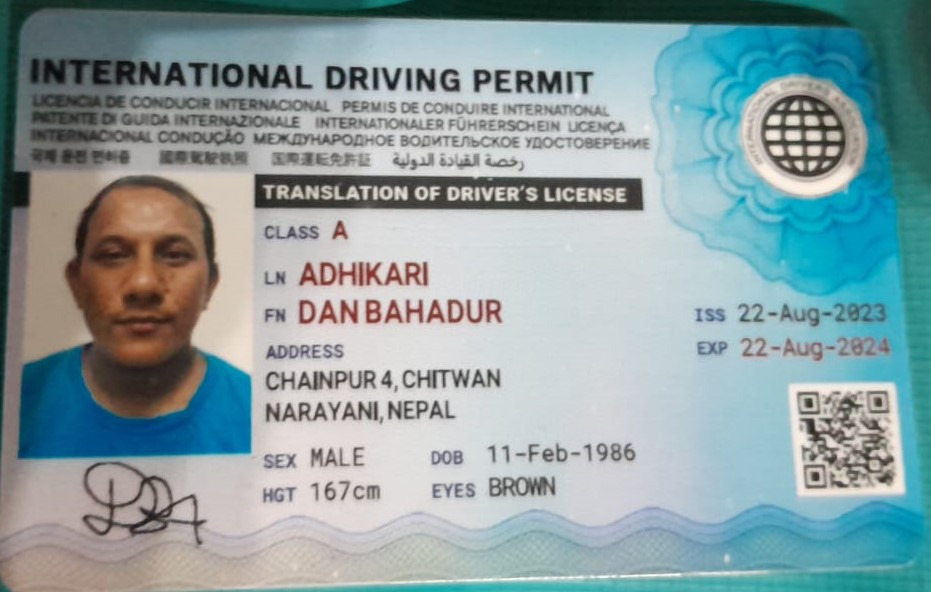 INTERNATIONAL DRIVING PERMIT
LICENCIA DE CONDUCIR INTERNACIONAL PERMIS DE CONDUIRE INTERNATIONAL
PATENTE DI GUIDA INTERNAZIONALE INTERNATIONALER FÜHRERSCHEIN LICENÇA
INTERNACIONAL CONDUÇÃO МЕЖДУНАРОДНОЕ ВОДИТЕЛЬСКОЕ УДОСТОВЕРЕНИЕ
국제 운전 면허증 國際駕駛執照 国際運転免許証 رخصة القيادة الدولية
TRANSLATION OF DRIVER'S LICENSE
CLASS A
LN ADHIKARI
FN DAN BAHADUR
ISS 22-Aug-2023
EXP 22-Aug-2024
ADDRESS
CHAINPUR 4, CHITWAN
NARAYANI, NEPAL
SEX MALE DOB 11-Feb-1986
HGT 167cm EYES BROWN